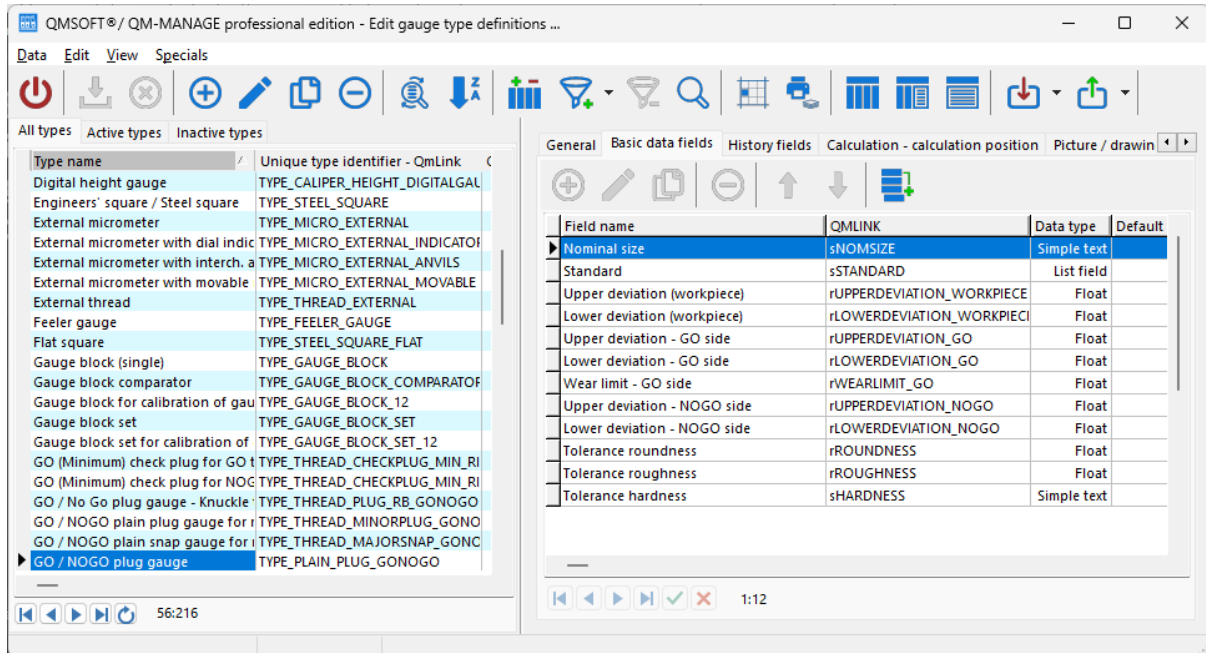 QMSOFT®/ QM-MANAGE professional edition - Edit gauge type definitions ...
Data Edit View Specials
All types Active types Inactive types
Type name Unique type identifier - QmLink
Digital height gauge TYPE_CALIPER_HEIGHT_DIGITALGAU
Engineers' square / Steel square TYPE_STEEL_SQUARE
External micrometer TYPE_MICRO_EXTERNAL
External micrometer with dial indic TYPE_MICRO_EXTERNAL_INDICATOR
External micrometer with interch. a TYPE_MICRO_EXTERNAL_ANVILS
External micrometer with movable TYPE_MICRO_EXTERNAL_MOVABLE
External thread TYPE_THREAD_EXTERNAL
Feeler gauge TYPE_FEELER_GAUGE
Flat square TYPE_STEEL_SQUARE_FLAT
Gauge block (single) TYPE_GAUGE_BLOCK
Gauge block comparator TYPE_GAUGE_BLOCK_COMPARATOR
Gauge block for calibration of gau TYPE_GAUGE_BLOCK_12
Gauge block set TYPE_GAUGE_BLOCK_SET
Gauge block set for calibration of TYPE_GAUGE_BLOCK_SET_12
GO (Minimum) check plug for GO t TYPE_THREAD_CHECKPLUG_MIN_RI
GO (Minimum) check plug for NOG TYPE_THREAD_CHECKPLUG_MIN_RI
GO / No Go plug gauge - Knuckle TYPE_THREAD_PLUG_RB_GONOGO
GO / NOGO plain plug gauge for TYPE_THREAD_MINORPLUG_GONO
GO / NOGO plain snap gauge for TYPE_THREAD_MAJORSNAP_GONO
GO / NOGO plug gauge TYPE_PLAIN_PLUG_GONOGO
56:216
General Basic data fields History fields Calculation - calculation position Picture / drawin
Field name QMLINK Data type Default
Nominal size sNOMSIZE Simple text
Standard sSTANDARD List field
Upper deviation (workpiece) rUPPERDEVIATION_WORKPIECE Float
Lower deviation (workpiece) rLOWERDEVIATION_WORKPIECI Float
Upper deviation - GO side rUPPERDEVIATION_GO Float
Lower deviation - GO side rLOWERDEVIATION_GO Float
Wear limit - GO side rWEARLIMIT_GO Float
Upper deviation - NOGO side rUPPERDEVIATION_NOGO Float
Lower deviation - NOGO side rLOWERDEVIATION_NOGO Float
Tolerance roundness rROUNDNESS Float
Tolerance roughness rROUGHNESS Float
Tolerance hardness sHARDNESS Simple text
1:12